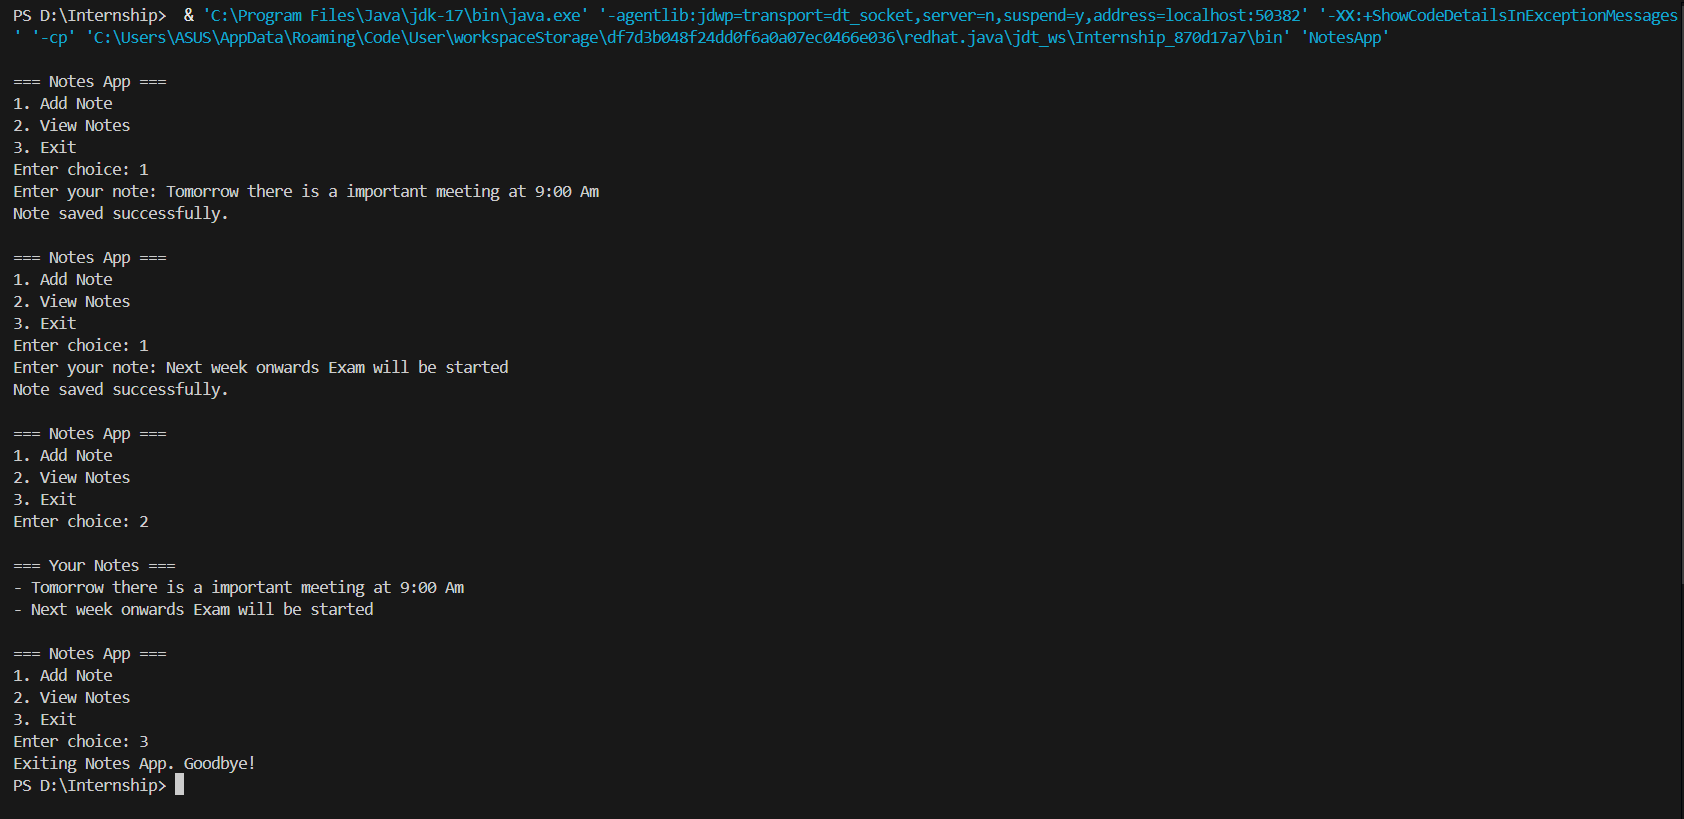 PS D:\Internship>  & 'C:\Program Files\Java\jdk-17\bin\java.exe' '-agentlib:jdwp=transport=dt_socket,server=n,suspend=y,address=localhost:50382' '-XX:+ShowCodeDetailsInExceptionMessages
' '-cp' 'C:\Users\ASUS\AppData\Roaming\Code\User\workspaceStorage\df7d3b048f24dd0f6a0a07ec0466e036\redhat.java\jdt_ws\Internship_870d17a7\bin' 'NotesApp'

=== Notes App ===
1. Add Note
2. View Notes
3. Exit
Enter choice: 1
Enter your note: Tomorrow there is a important meeting at 9:00 Am
Note saved successfully.

=== Notes App ===
1. Add Note
2. View Notes
3. Exit
Enter choice: 1
Enter your note: Next week onwards Exam will be started
Note saved successfully.

=== Notes App ===
1. Add Note
2. View Notes
3. Exit
Enter choice: 2

=== Your Notes ===
- Tomorrow there is a important meeting at 9:00 Am
- Next week onwards Exam will be started

=== Notes App ===
1. Add Note
2. View Notes
3. Exit
Enter choice: 3
Exiting Notes App. Goodbye!
PS D:\Internship>